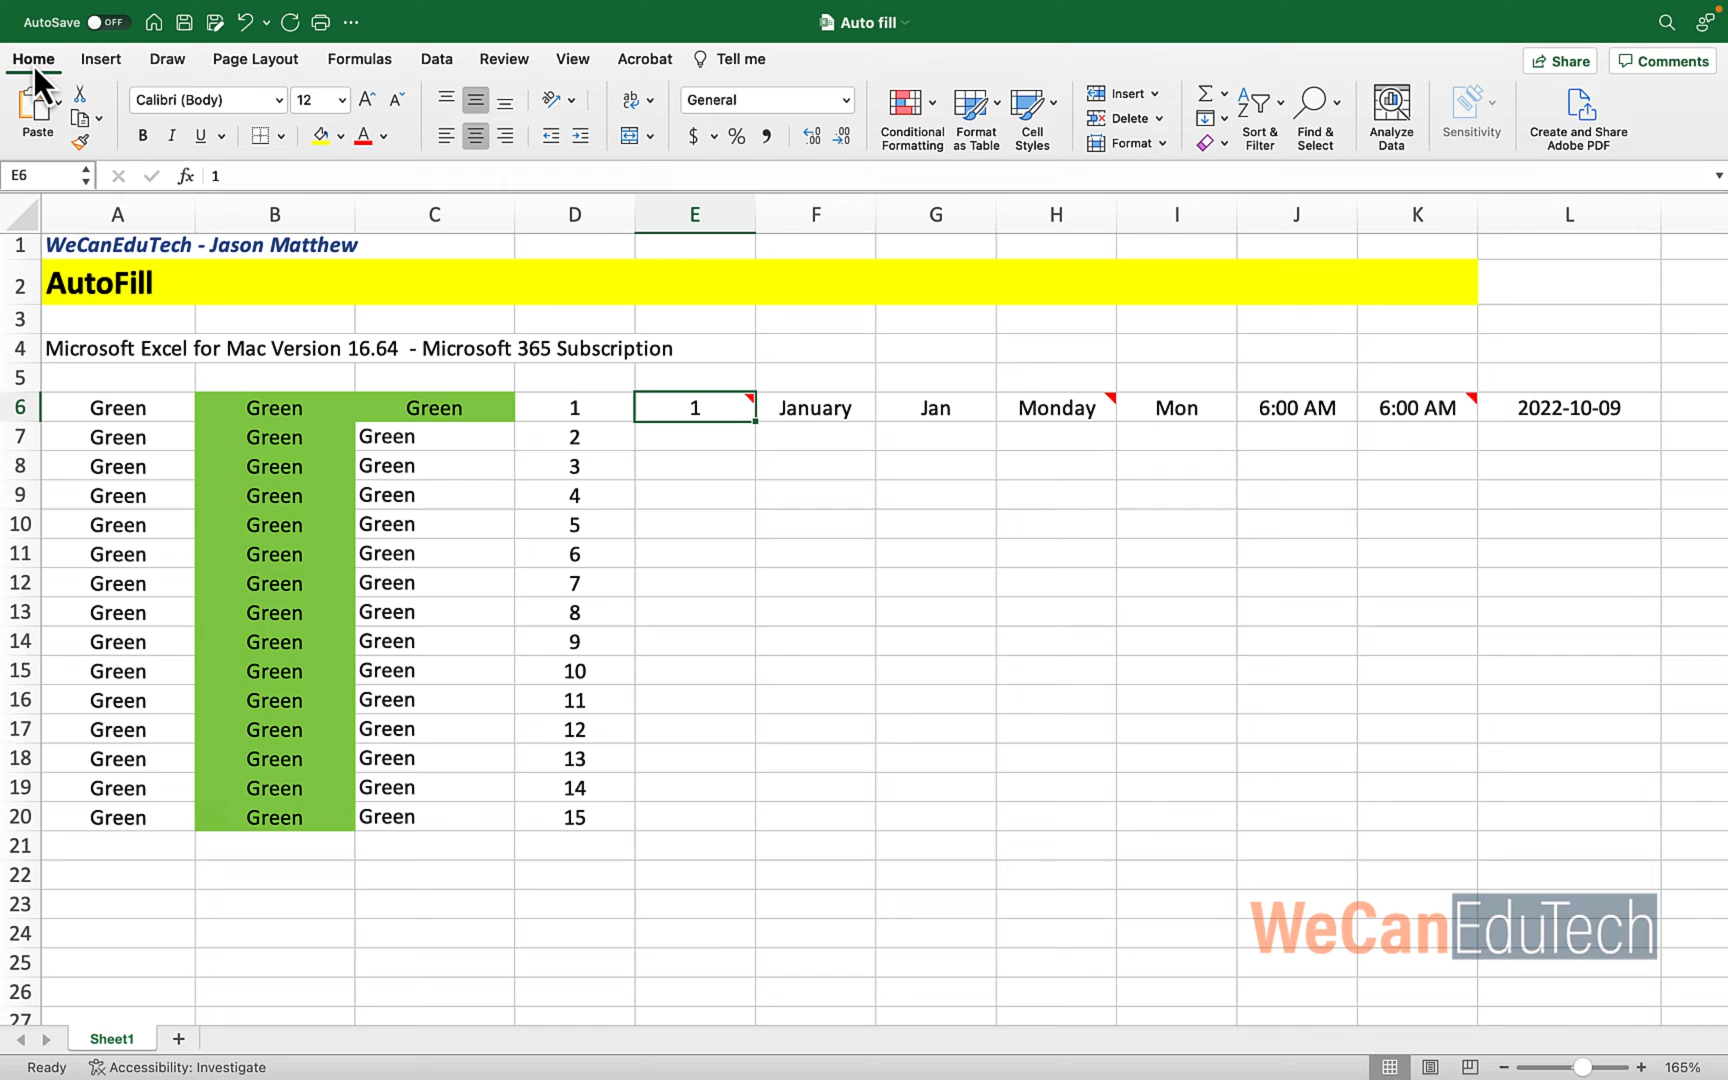 AutoSave OFF Auto fill
Home Insert Draw Page Layout Formulas Data Review View Acrobat Tell me Share Comments
Paste Calibri (Body) 12 General Conditional Formatting Format as Table Cell Styles Insert Delete Format Sort & Filter Find & Select Analyze Data Sensitivity Create and Share Adobe PDF
E6 fx 1
A B C D E F G H I J K L
1 WeCanEduTech - Jason Matthew
2 AutoFill
3
4 Microsoft Excel for Mac Version 16.64 - Microsoft 365 Subscription
5
6 Green Green Green 1 1 January Jan Monday Mon 6:00 AM 6:00 AM 2022-10-09
7 Green Green Green 2
8 Green Green Green 3
9 Green Green Green 4
10 Green Green Green 5
11 Green Green Green 6
12 Green Green Green 7
13 Green Green Green 8
14 Green Green Green 9
15 Green Green Green 10
16 Green Green Green 11
17 Green Green Green 12
18 Green Green Green 13
19 Green Green Green 14
20 Green Green Green 15
21
22
23
24
25
26
27
WeCanEduTech
Sheet1
Ready Accessibility: Investigate 165%